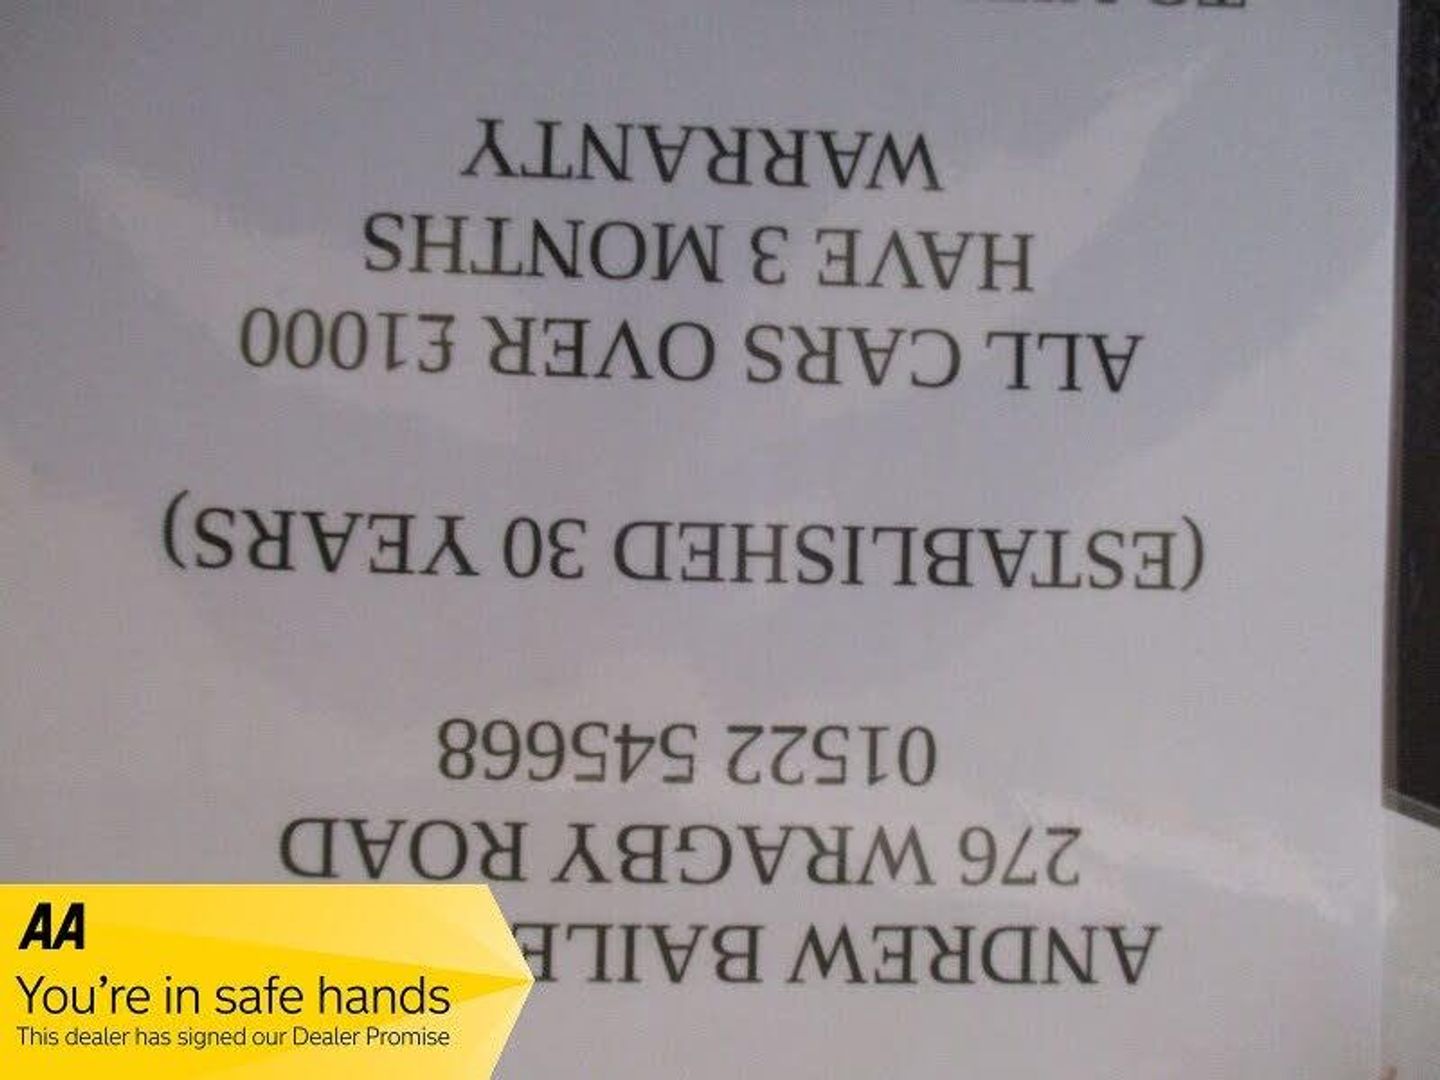 ANDREW BAILE
276 WRAGBY ROAD
01522 545668
(ESTABLISHED 30 YEARS)
ALL CARS OVER £1000
HAVE 3 MONTHS
WARRANTY
AA
You're in safe hands
This dealer has signed our Dealer Promise